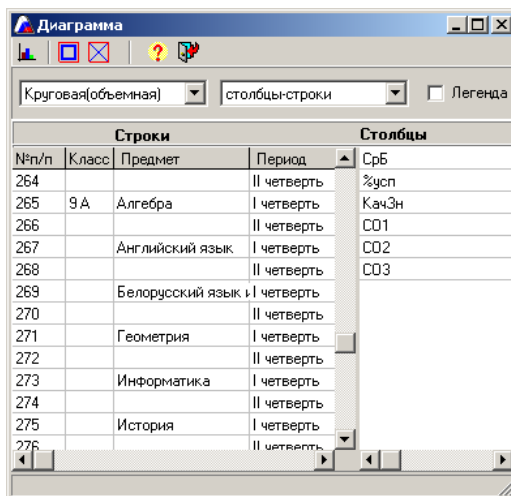 Диаграмма
Круговая(объемная) столбцы-строки Легенда
Строки Столбцы
№п/п Класс Предмет Период СрБ
264 II четверть %усп
265 9 А Алгебра I четверть КачЗн
266 II четверть СО1
267 Английский язык I четверть СО2
268 II четверть СО3
269 Белорусский язык и I четверть
270 II четверть
271 Геометрия I четверть
272 II четверть
273 Информатика I четверть
274 II четверть
275 История I четверть
276 II четверть